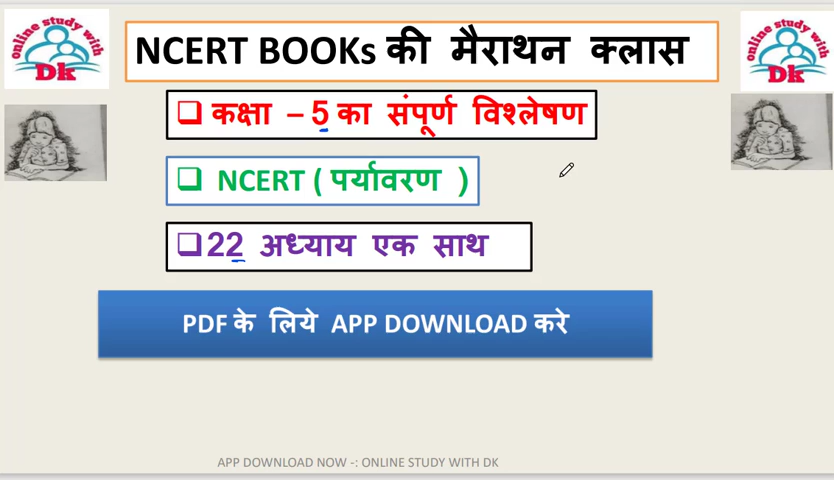 online study with
Dk
NCERT BOOKs की मैराथन क्लास
online study with
Dk
कक्षा – 5 का संपूर्ण विश्लेषण
NCERT ( पर्यावरण )
22 अध्याय एक साथ
PDF के लिये APP DOWNLOAD करे
APP DOWNLOAD NOW -: ONLINE STUDY WITH DK